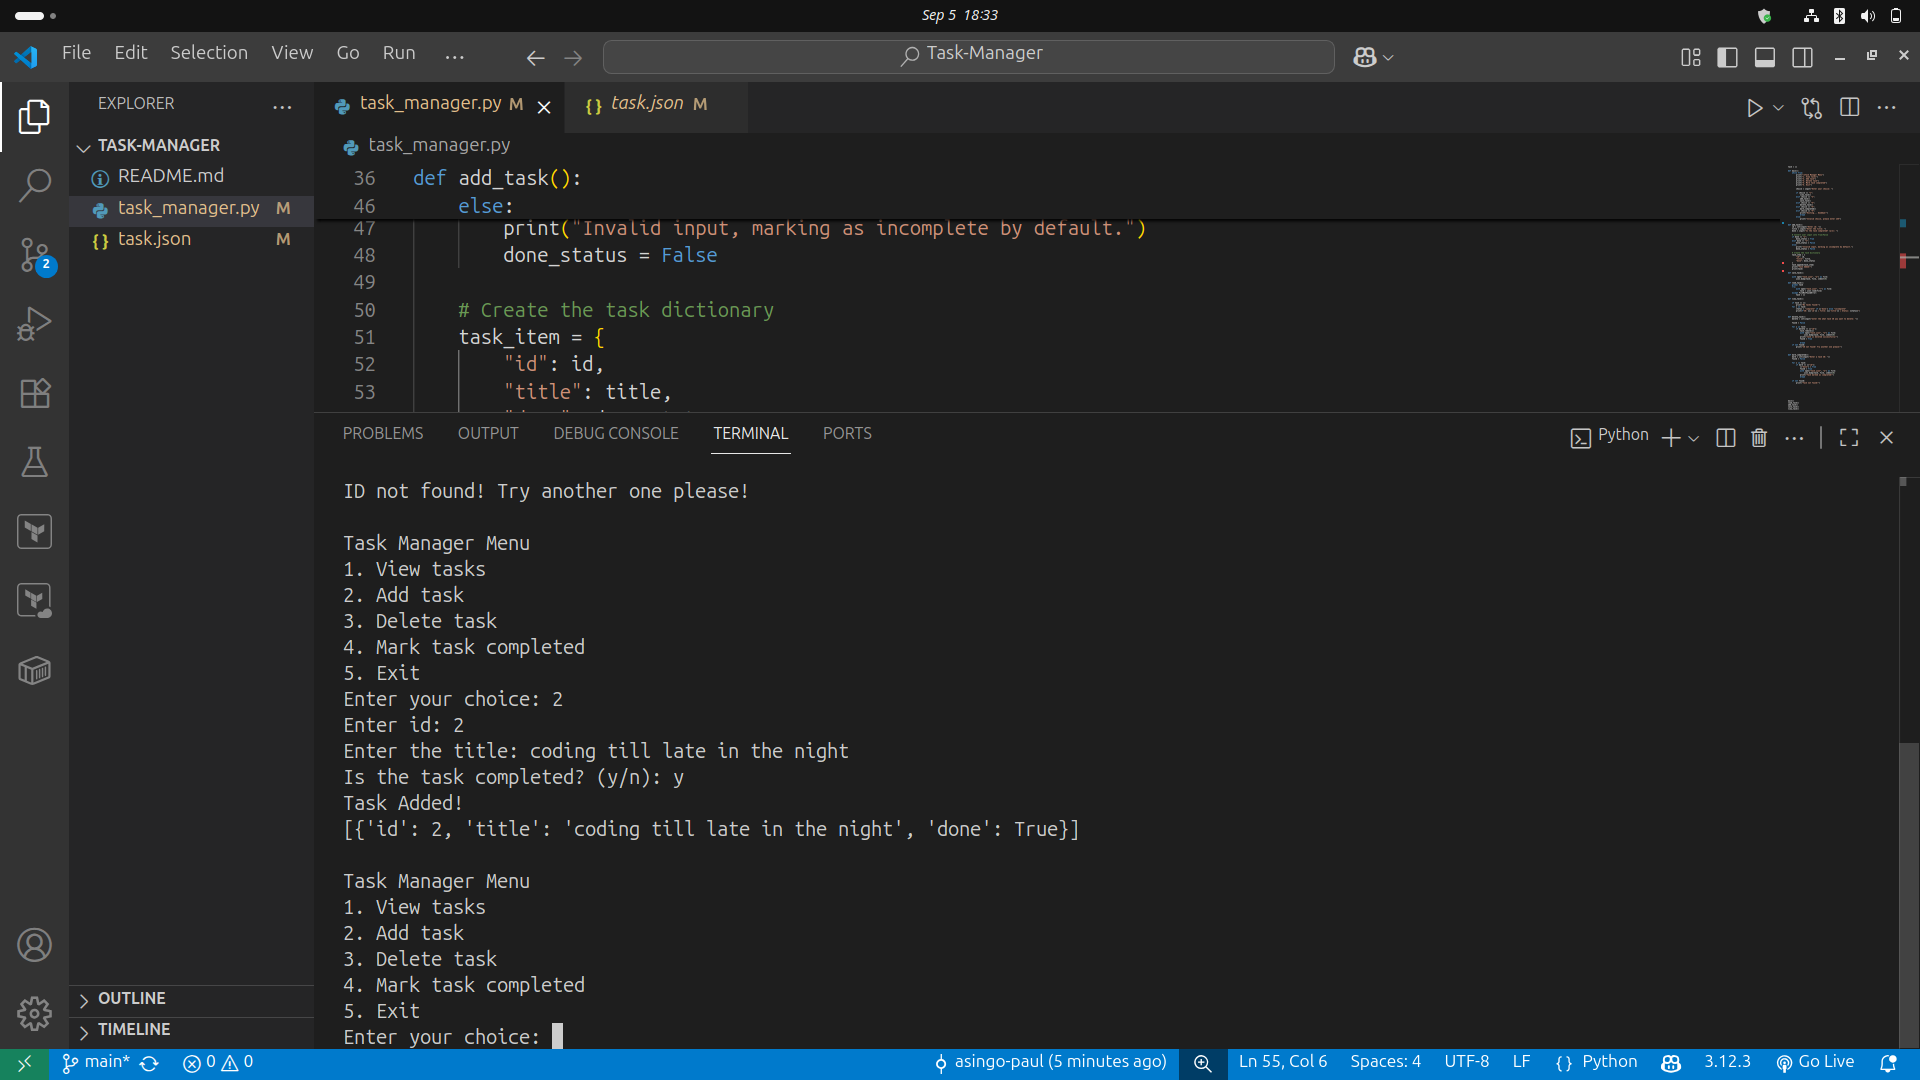 Sep 5 18:33
File Edit Selection View Go Run ...
Task-Manager
EXPLORER
TASK-MANAGER
README.md
task_manager.py M
task.json M
task_manager.py M
task.json M
task_manager.py
36 def add_task():
46 else:
47 print("Invalid input, marking as incomplete by default.")
48 done_status = False
49
50 # Create the task dictionary
51 task_item = {
52 "id": id,
53 "title": title,
PROBLEMS OUTPUT DEBUG CONSOLE TERMINAL PORTS
Python
ID not found! Try another one please!
Task Manager Menu
1. View tasks
2. Add task
3. Delete task
4. Mark task completed
5. Exit
Enter your choice: 2
Enter id: 2
Enter the title: coding till late in the night
Is the task completed? (y/n): y
Task Added!
[{'id': 2, 'title': 'coding till late in the night', 'done': True}]
Task Manager Menu
1. View tasks
2. Add task
3. Delete task
4. Mark task completed
5. Exit
Enter your choice:
2
OUTLINE
TIMELINE
main* 0 0 asingo-paul (5 minutes ago) Ln 55, Col 6 Spaces: 4 UTF-8 LF {} Python 3.12.3 Go Live